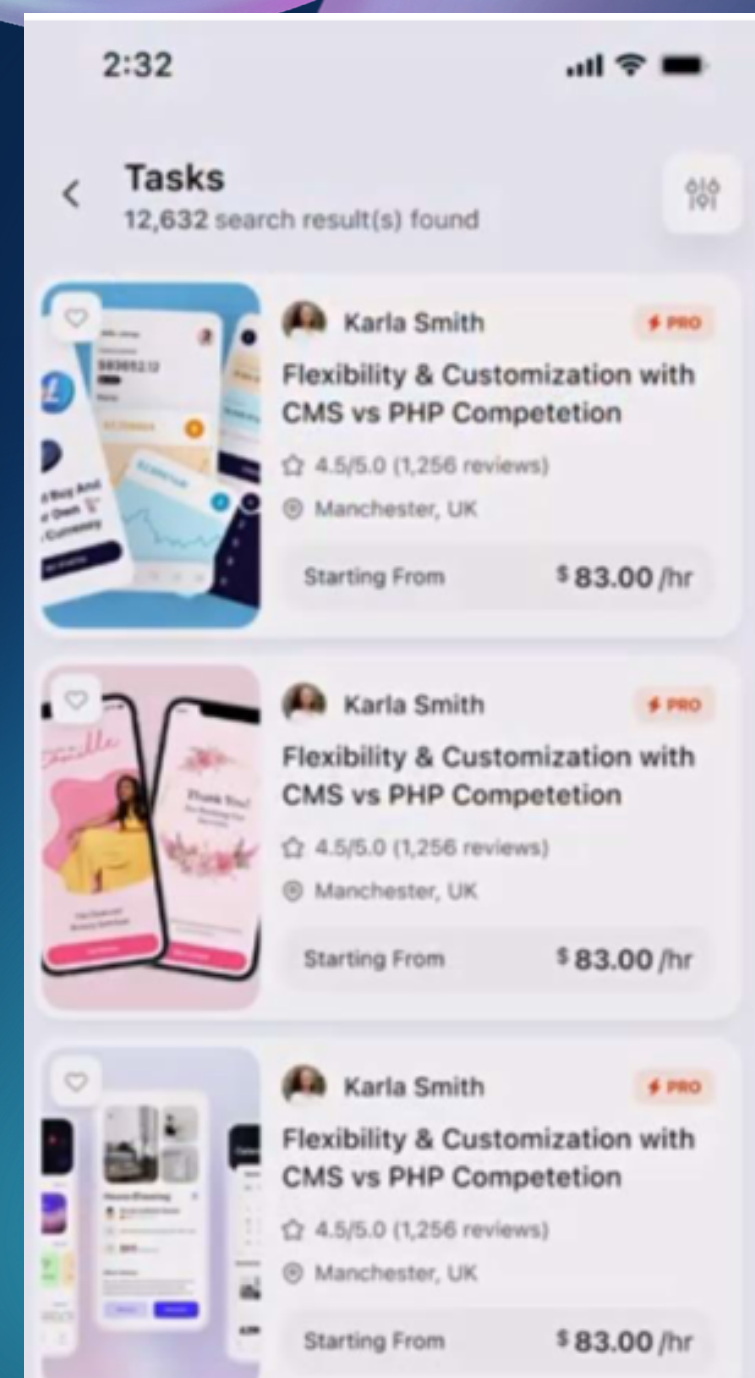 2:32
Tasks
12,632 search result(s) found
Karla Smith
PRO
Flexibility & Customization with
CMS vs PHP Competetion
4.5/5.0 (1,256 reviews)
Manchester, UK
Starting From $83.00 /hr
Karla Smith
PRO
Flexibility & Customization with
CMS vs PHP Competetion
4.5/5.0 (1,256 reviews)
Manchester, UK
Starting From $83.00 /hr
Thank You!
Karla Smith
PRO
Flexibility & Customization with
CMS vs PHP Competetion
4.5/5.0 (1,256 reviews)
Manchester, UK
Starting From $83.00 /hr